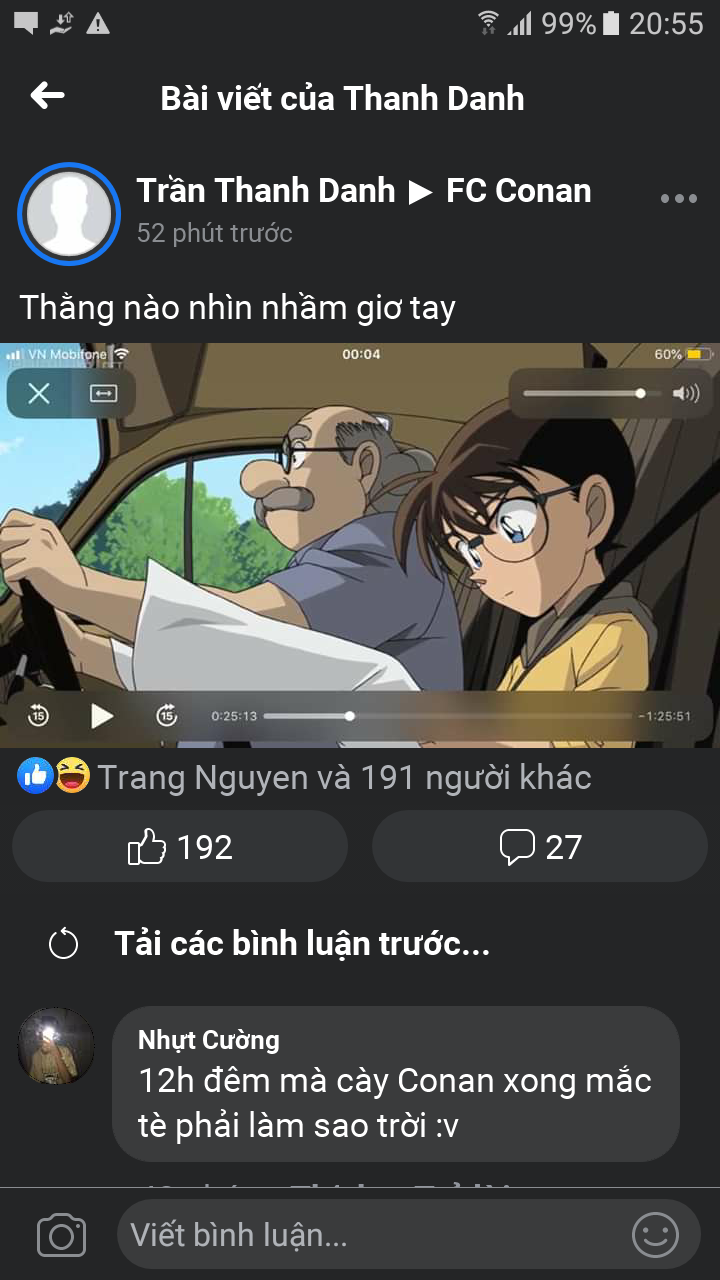 99% 20:55
Bài viết của Thanh Danh
Trần Thanh Danh ▶ FC Conan
52 phút trước
Thằng nào nhìn nhầm giơ tay
VN Mobifone 00:04 60%
15 15 0:25:13 -1:25:51
Trang Nguyen và 191 người khác
192 27
Tải các bình luận trước...
Nhựt Cường
12h đêm mà cày Conan xong mắc
tè phải làm sao trời :v
Viết bình luận...